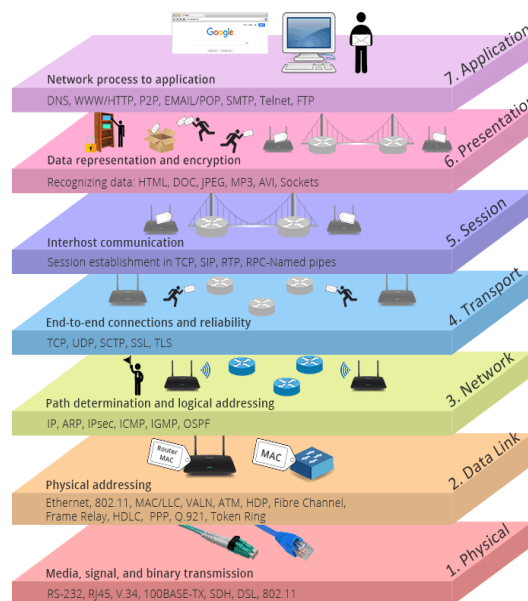 Google
7. Application
Network process to application
DNS, WWW/HTTP, P2P, EMAIL/POP, SMTP, Telnet, FTP
6. Presentation
Data representation and encryption
Recognizing data: HTML, DOC, JPEG, MP3, AVI, Sockets
5. Session
Interhost communication
Session establishment in TCP, SIP, RTP, RPC-Named pipes
4. Transport
End-to-end connections and reliability
TCP, UDP, SCTP, SSL, TLS
3. Network
Path determination and logical addressing
IP, ARP, IPsec, ICMP, IGMP, OSPF
2. Data Link
Router
MAC
MAC
Physical addressing
Ethernet, 802.11, MAC/LLC, VALN, ATM, HDP, Fibre Channel,
Frame Relay, HDLC, PPP, Q.921, Token Ring
1. Physical
Media, signal, and binary transmission
RS-232, RJ45, V.34, 100BASE-TX, SDH, DSL, 802.11